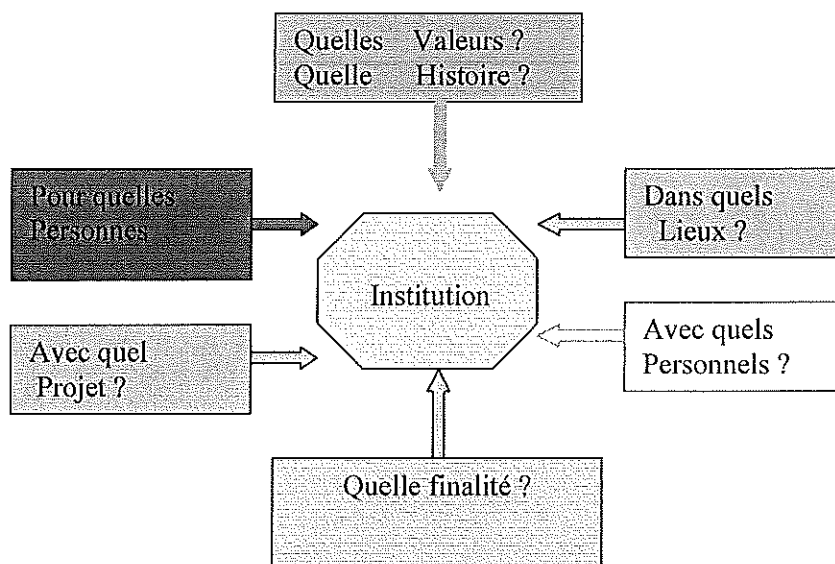 Quelles Valeurs ?
Quelle Histoire ?
Pour quelles
Personnes
Dans quels
Lieux ?
Institution
Avec quel
Projet ?
Avec quels
Personnels ?
Quelle finalité ?